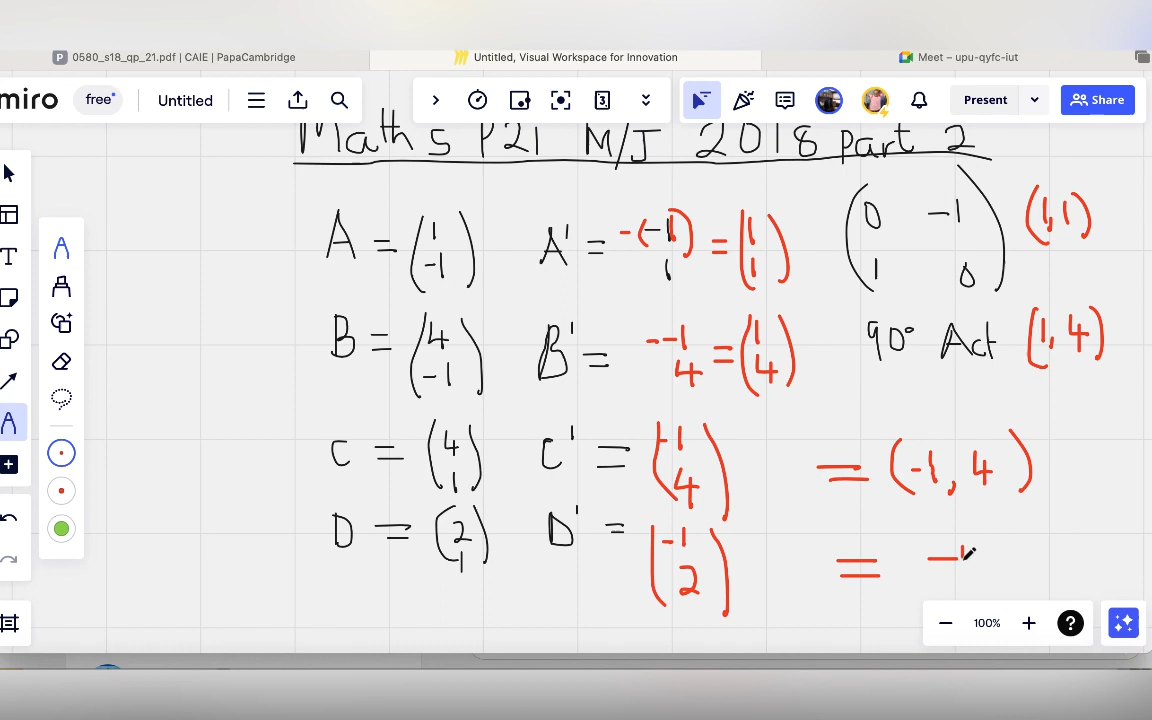 0580_s18_qp_21.pdf | CAIE | PapaCambridge
Untitled, Visual Workspace for Innovation
Meet – upu-qyfc-iut
miro free Untitled
Present Share
Maths P21 M/J 2018 part 2
A = (1 -1) A' = -(-1) 1 = (1 1) (0 -1 1 0) (1,1)
B = (4 -1) B' = --1 4 = (1 4) 90° Act (1, 4)
C = (4 1) C' = (-1 4) = (-1, 4)
D = (2 1) D' = (-1 2) = -1
100%